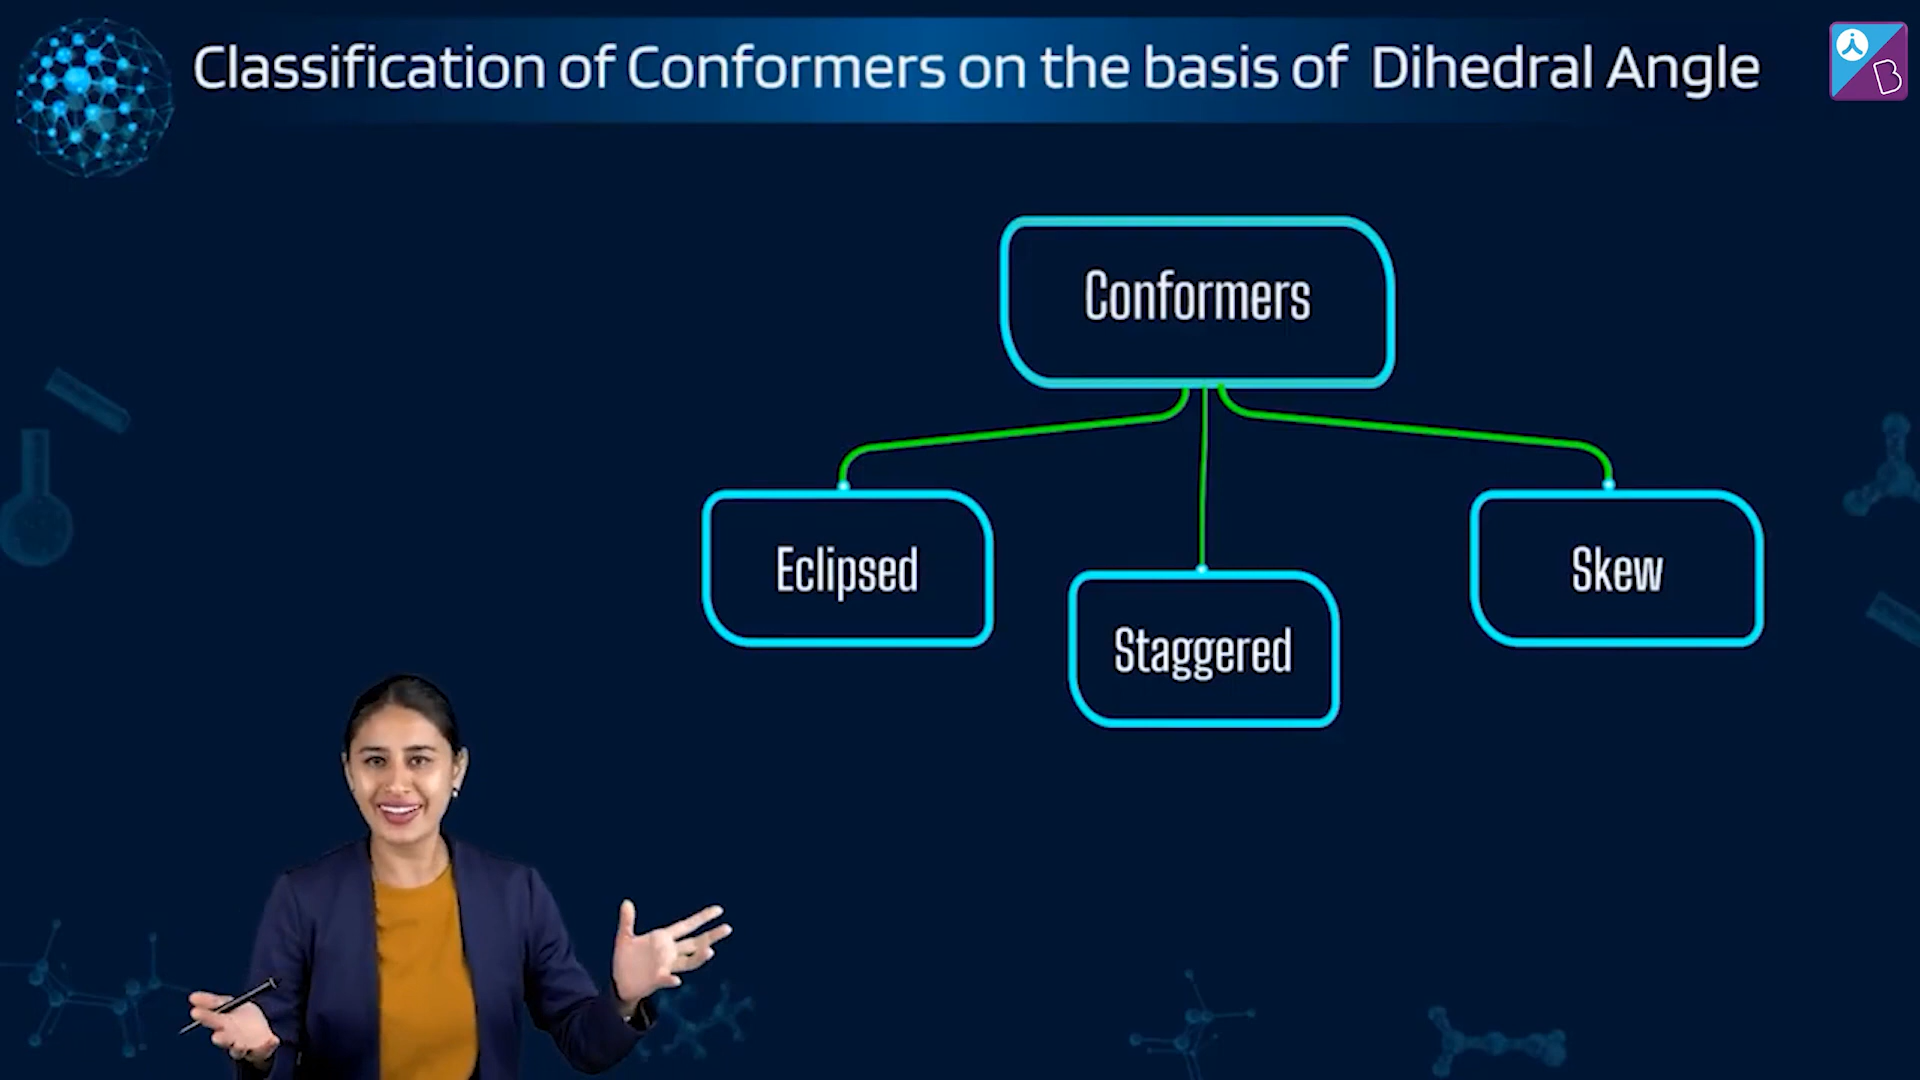 Classification of Conformers on the basis of Dihedral Angle
Conformers
Eclipsed
Staggered
Skew
B